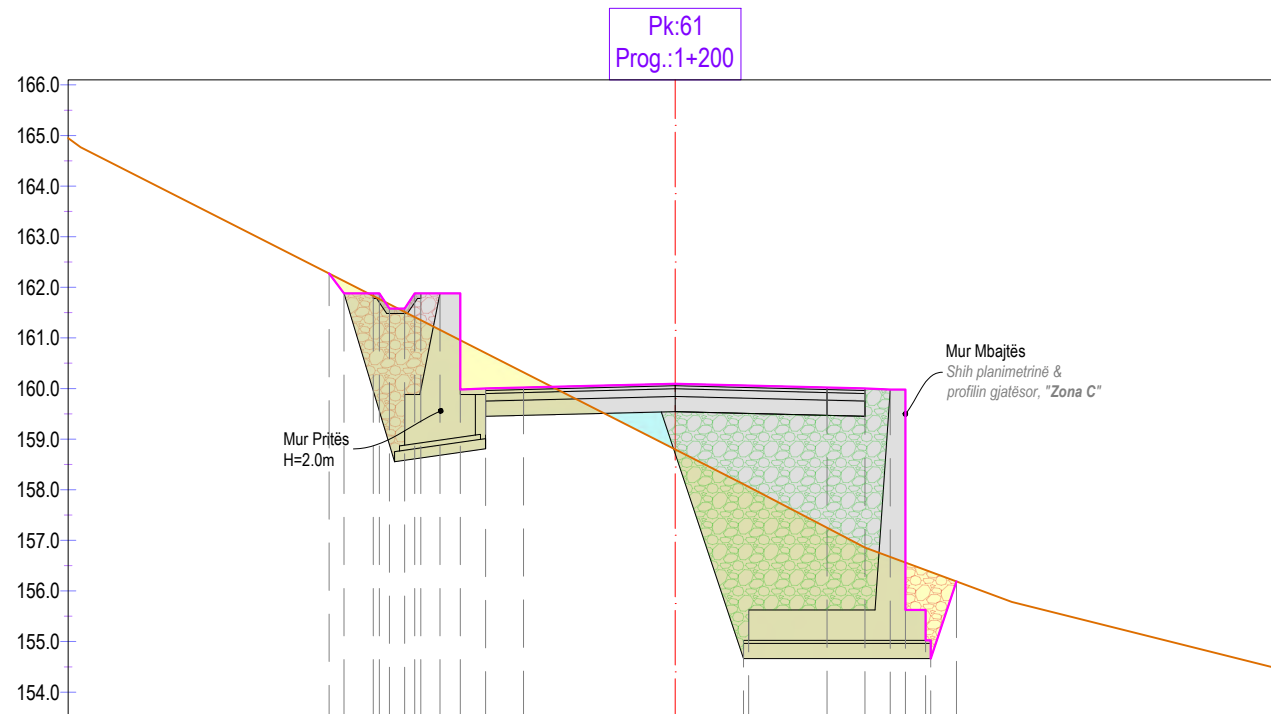 Pk:61
Prog.:1+200
166.0
165.0
164.0
163.0
162.0
161.0
160.0
159.0
158.0
157.0
156.0
155.0
154.0
Mur Pritës
H=2.0m
Mur Mbajtës
Shih planimetrinë &
profilin gjatësor, "Zona C"